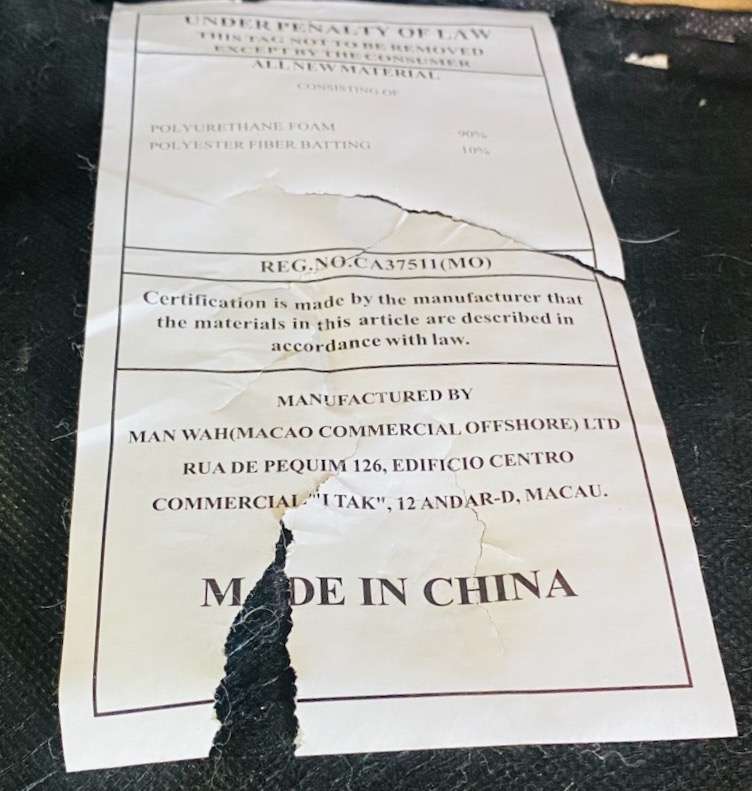 UNDER PENALTY OF LAW
THIS TAG NOT TO BE REMOVED
EXCEPT BY THE CONSUMER
ALL NEW MATERIAL
CONSISTING OF
POLYURETHANE FOAM 90%
POLYESTER FIBER BATTING 10%
REG.NO.CA37511(MO)
Certification is made by the manufacturer that
the materials in this article are described in
accordance with law.
MANUFACTURED BY
MAN WAH(MACAO COMMERCIAL OFFSHORE) LTD
RUA DE PEQUIM 126, EDIFICIO CENTRO
COMMERCIAL "I TAK", 12 ANDAR-D, MACAU.
MADE IN CHINA